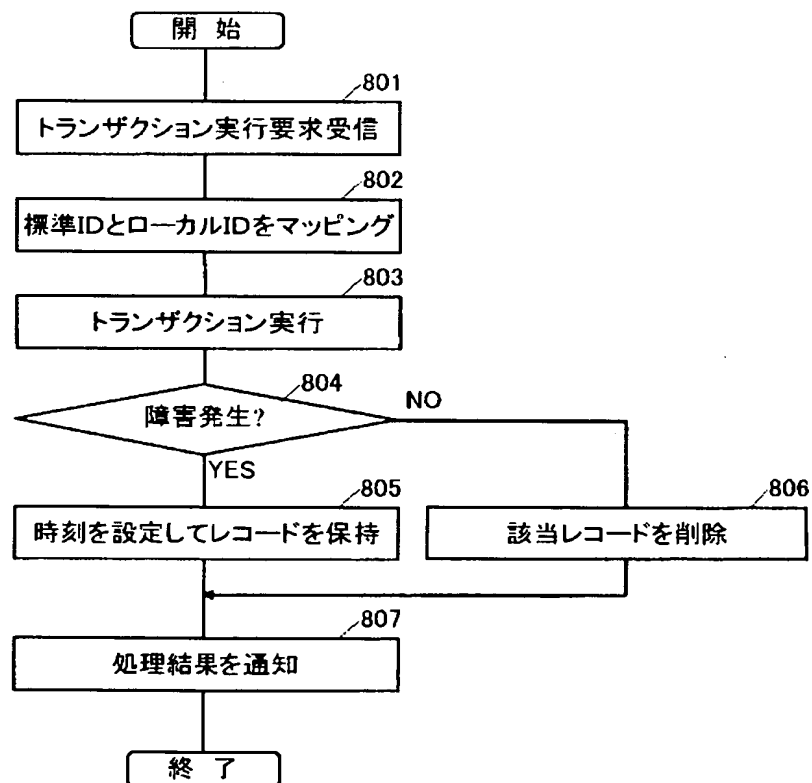 開 始
801
トランザクション実行要求受信
802
標準IDとローカルIDをマッピング
803
トランザクション実行
804
障害発生?
NO
YES
805
時刻を設定してレコードを保持
806
該当レコードを削除
807
処理結果を通知
終 了